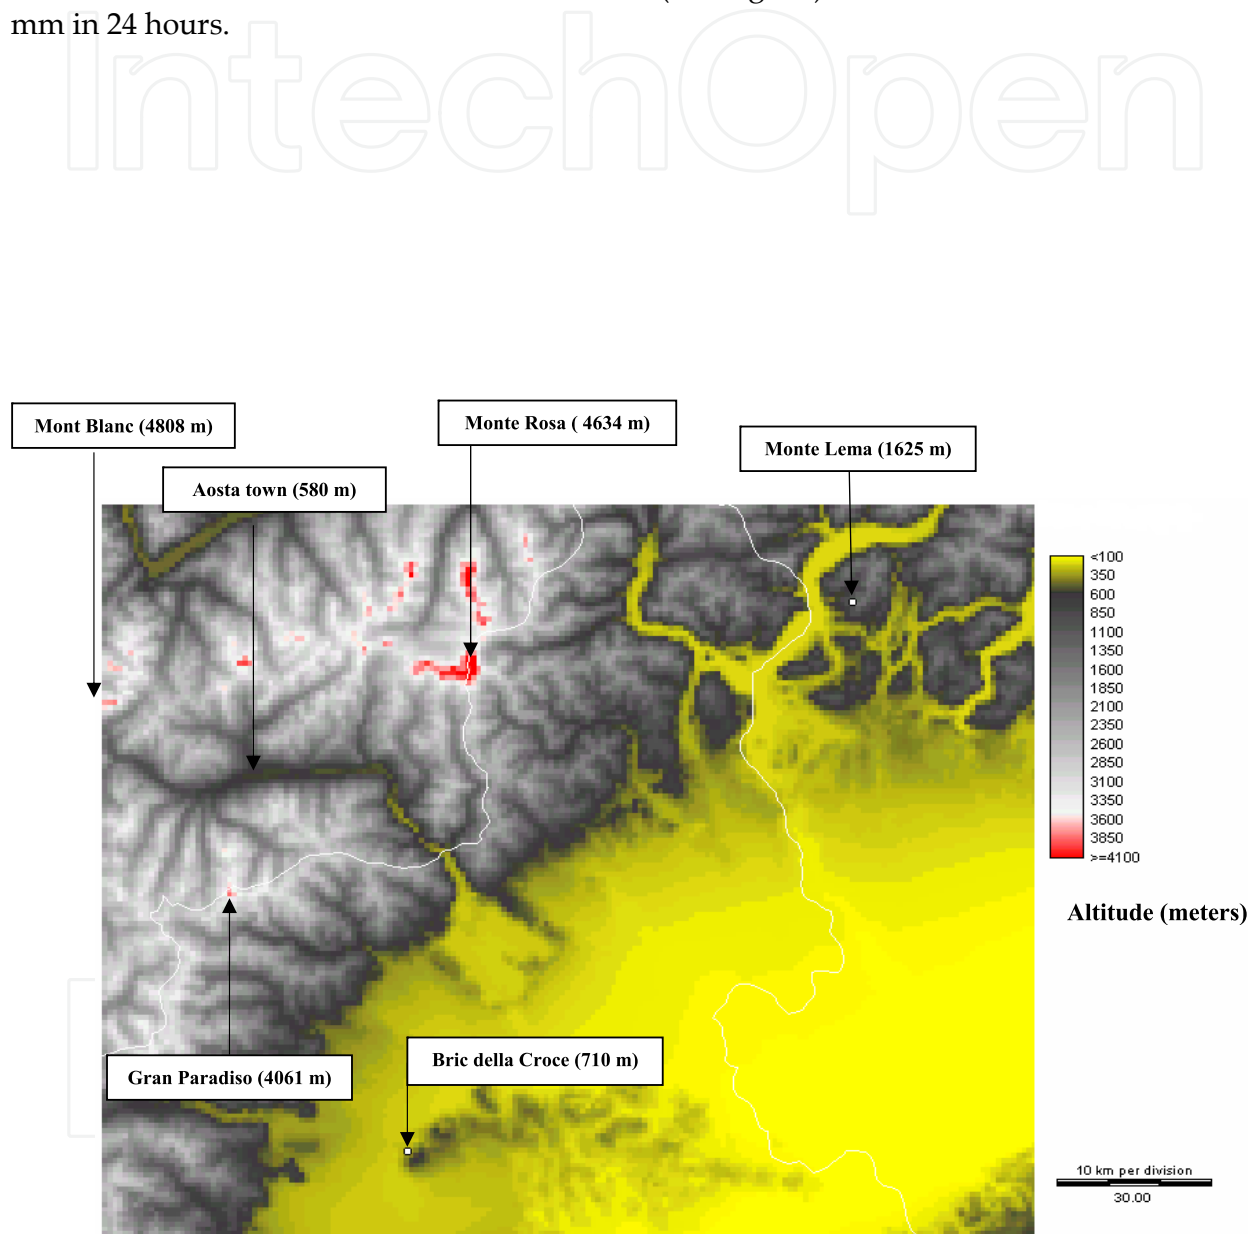 mm in 24 hours.
IntechOpen
Mont Blanc (4808 m)
Monte Rosa ( 4634 m)
Monte Lema (1625 m)
Aosta town (580 m)
<100
350
600
850
1100
1350
1600
1850
2100
2350
2600
2850
3100
3350
3600
3850
>=4100
Altitude (meters)
Bric della Croce (710 m)
Gran Paradiso (4061 m)
10 km per division
30.00